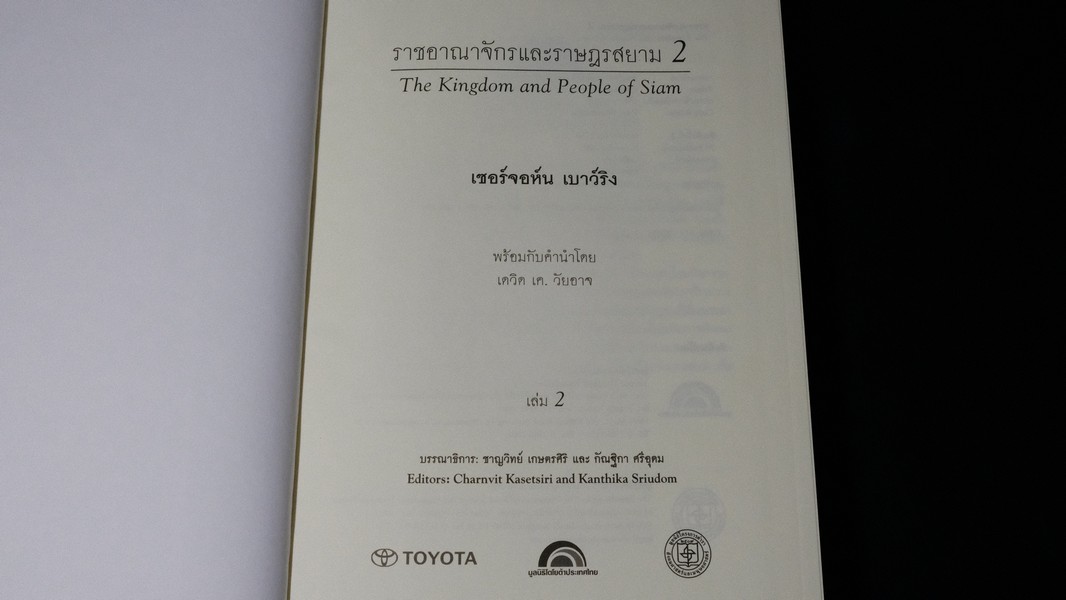 ราชอาณาจักรและราษฎรสยาม 2
The Kingdom and People of Siam
เซอร์จอห์น เบาว์ริง
พร้อมกับคำนำโดย
เดวิด เค. วัยอาจ
เล่ม 2
บรรณาธิการ: ชาญวิทย์ เกษตรศิริ และ กัณฐิกา ศรีอุดม
Editors: Charnvit Kasetsiri and Kanthika Sriudom
TOYOTA
มูลนิธิโตโยต้าประเทศไทย